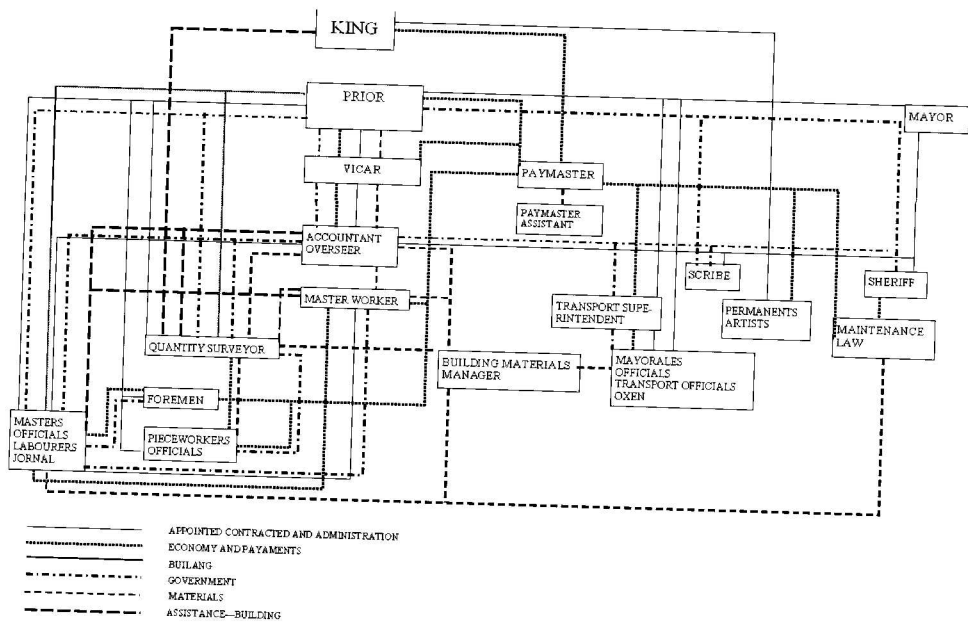 KING
PRIOR
MAYOR
VICAR
PAYMASTER
PAYMASTER
ASSISTANT
ACCOUNTANT
OVERSEER
SCRIBE
SHERIFF
MASTER WORKER
TRANSPORT SUPE-
RINTENDENT
PERMANENTS
ARTISTS
MAINTENANCE
LAW
QUANTITY SURVEYOR
BUILDING MATERIALS
MANAGER
MAYORALES
OFFICIALS
TRANSPORT OFFICIALS
OXEN
FOREMEN
MASTERS
OFFICIALS
LABOURERS
JORNAL
PIECEWORKERS
OFFICIALS
APPOINTED CONTRACTED AND ADMINISTRATION
ECONOMY AND PAYAMENTS
BUILANG
GOVERNMENT
MATERIALS
ASSISTANCE—BUILDING